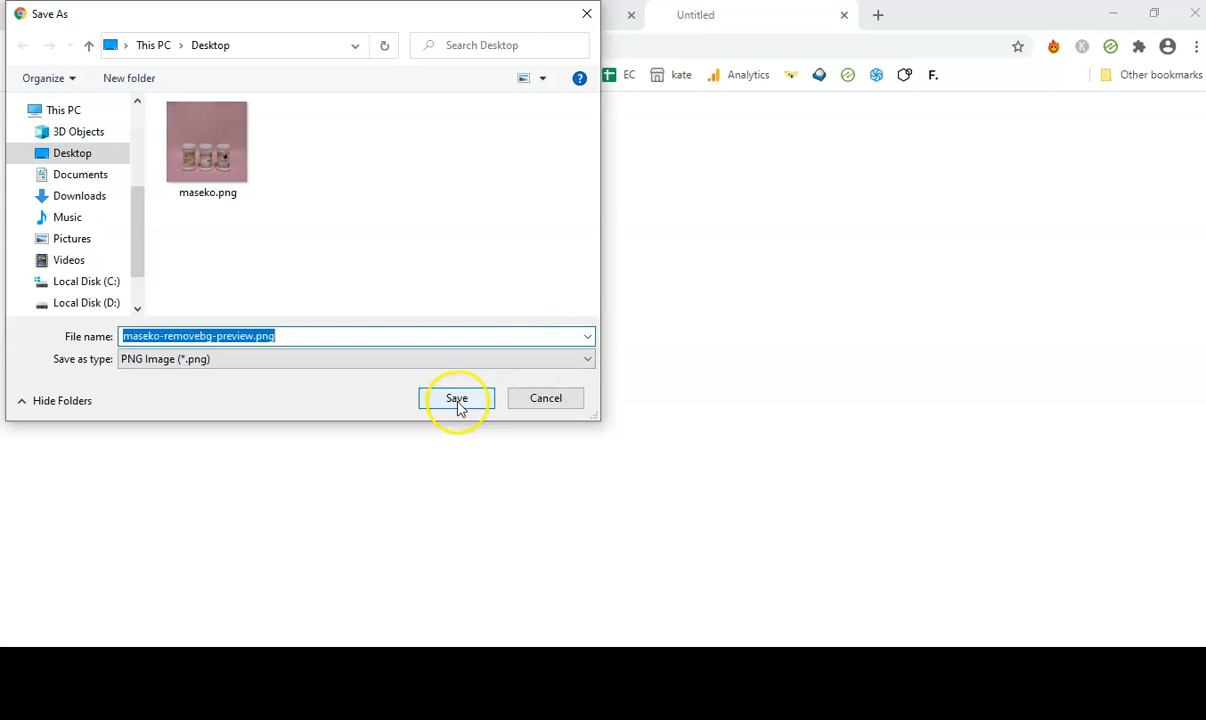 Save As
Untitled
This PC
Desktop
Search Desktop
Organize
New folder
EC
kate
Analytics
F.
Other bookmarks
This PC
3D Objects
Desktop
Documents
Downloads
Music
Pictures
Videos
Local Disk (C:)
Local Disk (D:)
maseko.png
File name:
maseko-removebg-preview.png
Save as type:
PNG Image (*.png)
Hide Folders
Save
Cancel